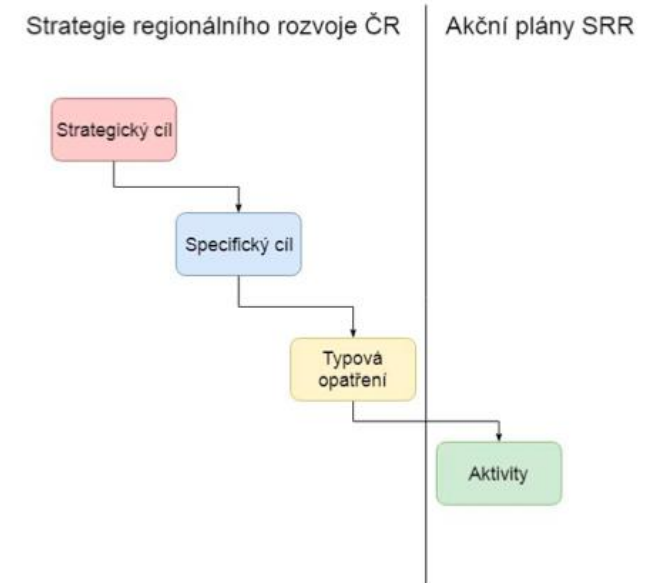 Strategie regionálního rozvoje ČR
Akční plány SRR
Strategický cíl
Specifický cíl
Typová
opatření
Aktivity